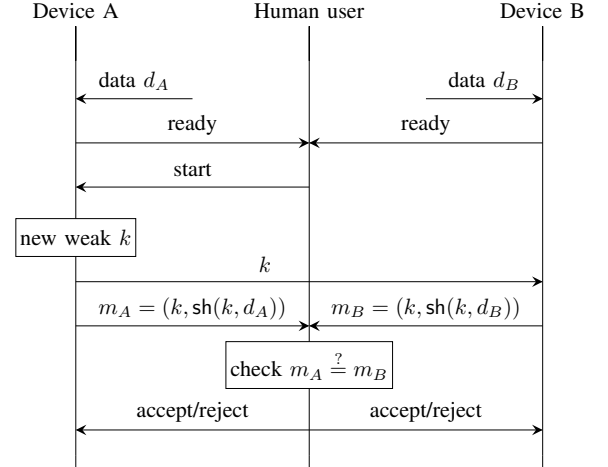 Device A Human user Device B
data d_A data d_B
ready ready
start
new weak k
k
m_A = (k, sh(k, d_A)) m_B = (k, sh(k, d_B))
check m_A ≟ m_B
accept/reject accept/reject